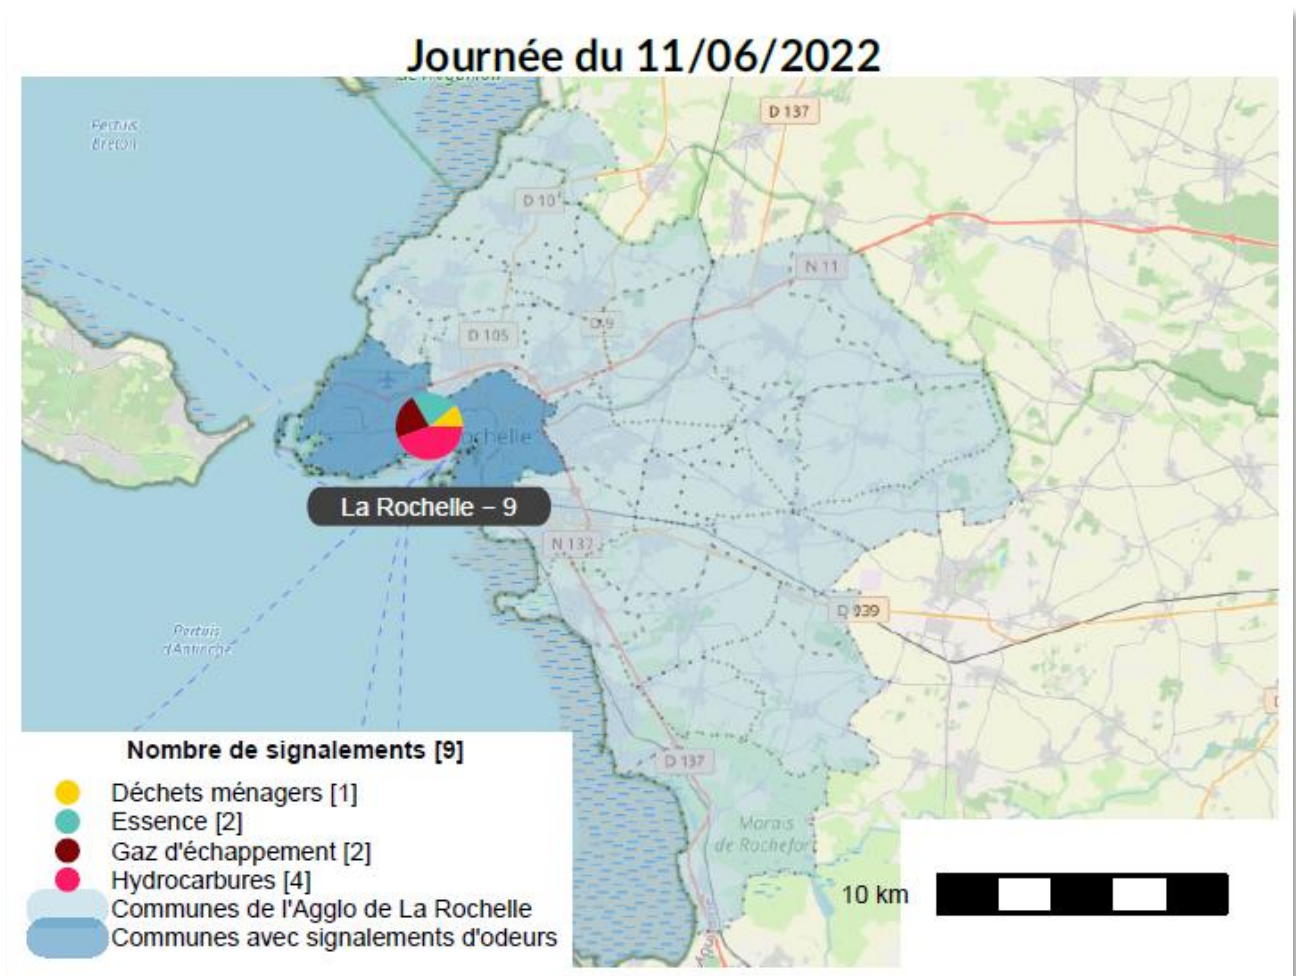 Journée du 11/06/2022
Pertuis
Breton
D 137
D 10
N 11
D 105
D 9
Rochelle
La Rochelle – 9
N 137
D 939
Pertuis
d'Antioche
D 137
Marais
de Rochefort
Nombre de signalements [9]
Déchets ménagers [1]
Essence [2]
Gaz d'échappement [2]
Hydrocarbures [4]
Communes de l'Agglo de La Rochelle
Communes avec signalements d'odeurs
10 km